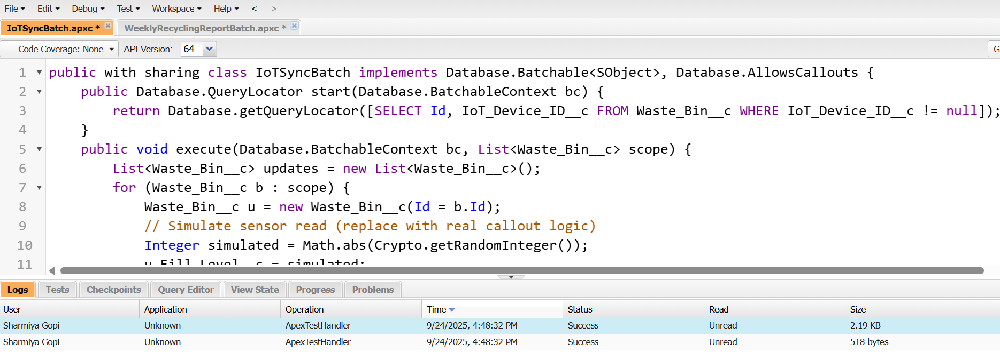 File Edit Debug Test Workspace Help < >
IoTSyncBatch.apxc * WeeklyRecyclingReportBatch.apxc *
Code Coverage: None API Version: 64 G
1 public with sharing class IoTSyncBatch implements Database.Batchable<SObject>, Database.AllowsCallouts {
2 public Database.QueryLocator start(Database.BatchableContext bc) {
3 return Database.getQueryLocator([SELECT Id, IoT_Device_ID__c FROM Waste_Bin__c WHERE IoT_Device_ID__c != null]);
4 }
5 public void execute(Database.BatchableContext bc, List<Waste_Bin__c> scope) {
6 List<Waste_Bin__c> updates = new List<Waste_Bin__c>();
7 for (Waste_Bin__c b : scope) {
8 Waste_Bin__c u = new Waste_Bin__c(Id = b.Id);
9 // Simulate sensor read (replace with real callout logic)
10 Integer simulated = Math.abs(Crypto.getRandomInteger());
11 u.Fill_Level__c = simulated;
Logs Tests Checkpoints Query Editor View State Progress Problems
User Application Operation Time Status Read Size
Sharmiya Gopi Unknown ApexTestHandler 9/24/2025, 4:48:32 PM Success Unread 2.19 KB
Sharmiya Gopi Unknown ApexTestHandler 9/24/2025, 4:48:32 PM Success Unread 518 bytes